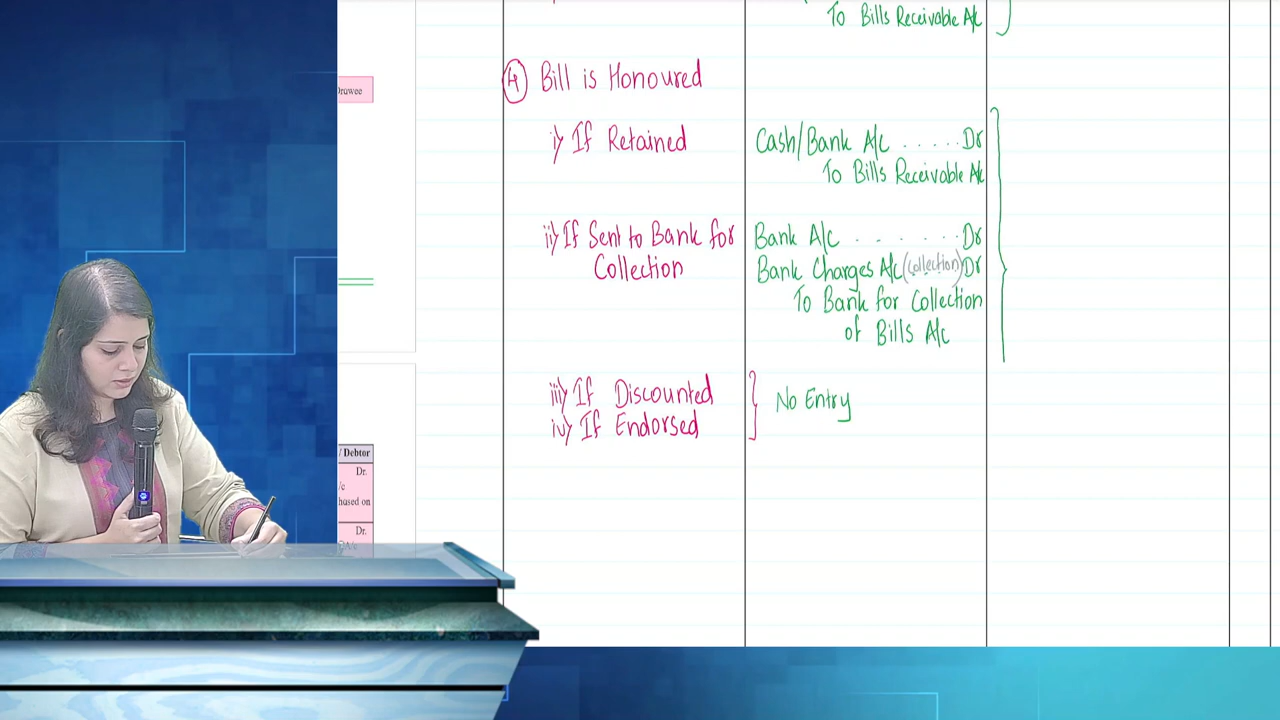 To Bills Receivable A/c
Drawee
4 Bill is Honoured
i) If Retained
Cash/Bank A/c ..... Dr
To Bills Receivable A/c
ii) If Sent to Bank for
Collection
Bank A/c ...... Dr
Bank Charges A/c (collection) Dr
To Bank for Collection
of Bills A/c
iii) If Discounted
iv) If Endorsed
No Entry
/ Debtor
Dr.
/c
hased on
Dr.